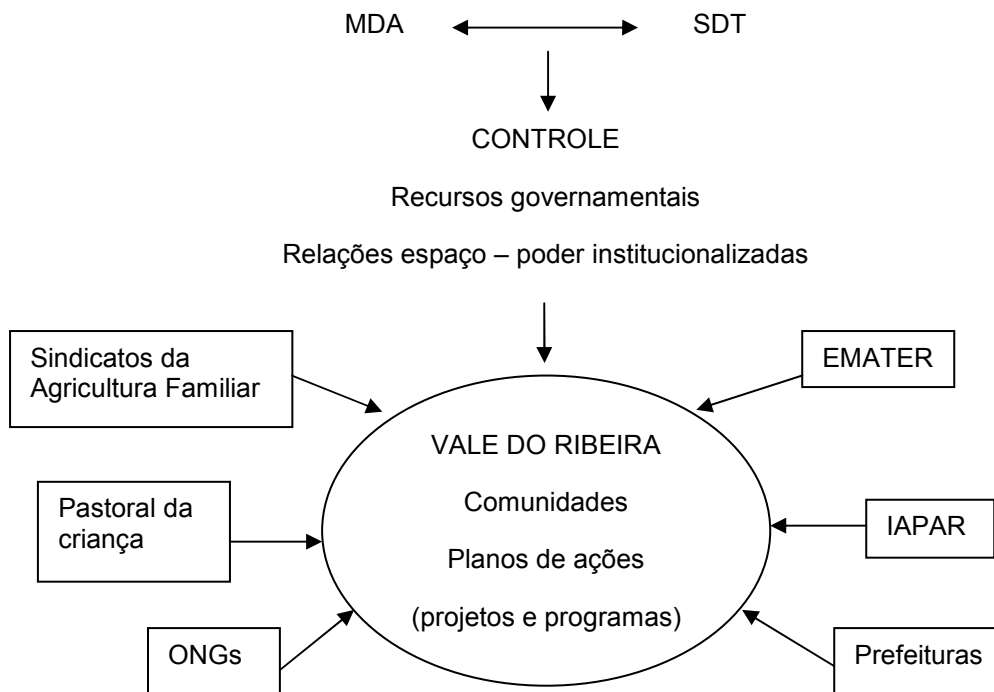 MDA SDT
CONTROLE
Recursos governamentais
Relações espaço – poder institucionalizadas
Sindicatos da
Agricultura Familiar
EMATER
VALE DO RIBEIRA
Comunidades
Planos de ações
(projetos e programas)
Pastoral da
criança
IAPAR
ONGs
Prefeituras